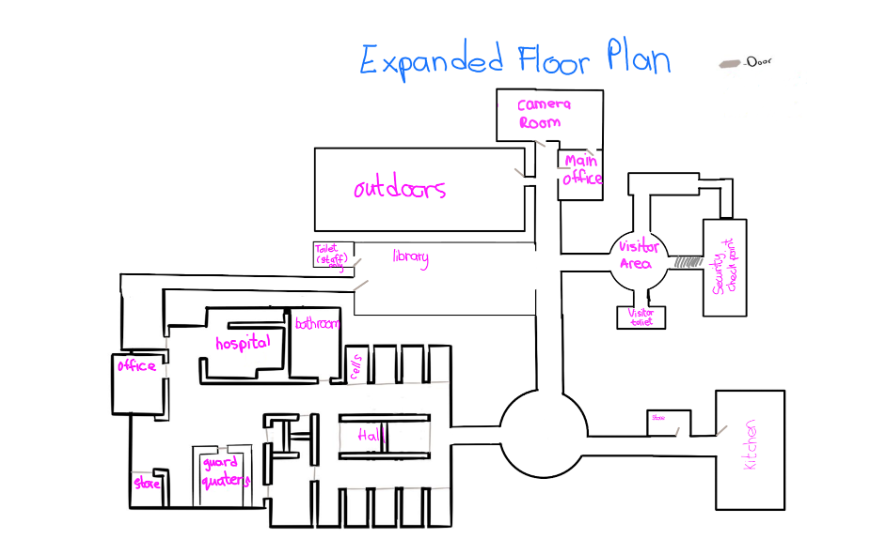 Expanded Floor Plan
-Door
Camera
Room
Main
office
outdoors
Visitor
Area
Toilet
(staff)
only
library
Security
check point
Visitor
toilet
bathroom
hospital
cells
office
Hall
Kitchen
guard
quaters
store